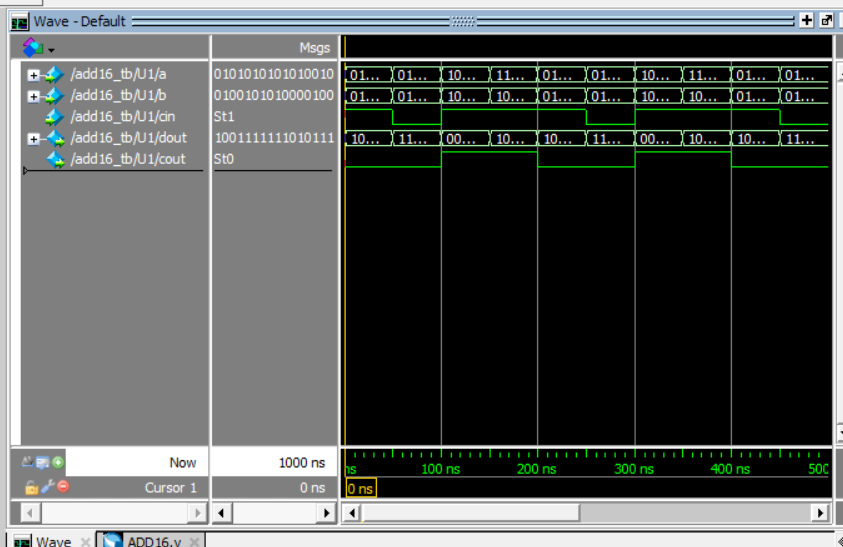 Wave - Default
Msgs
/add16_tb/U1/a 0101010101010010 01... 01... 10... 11... 01... 01... 10... 11... 01... 01...
/add16_tb/U1/b 0100101010000100 01... 01... 10... 10... 01... 01... 10... 10... 01... 01...
/add16_tb/U1/cin St1
/add16_tb/U1/dout 1001111111010111 10... 11... 00... 10... 10... 11... 00... 10... 10... 11...
/add16_tb/U1/cout St0
Now 1000 ns ns 100 ns 200 ns 300 ns 400 ns 500
Cursor 1 0 ns 0 ns
Wave ADD16.v